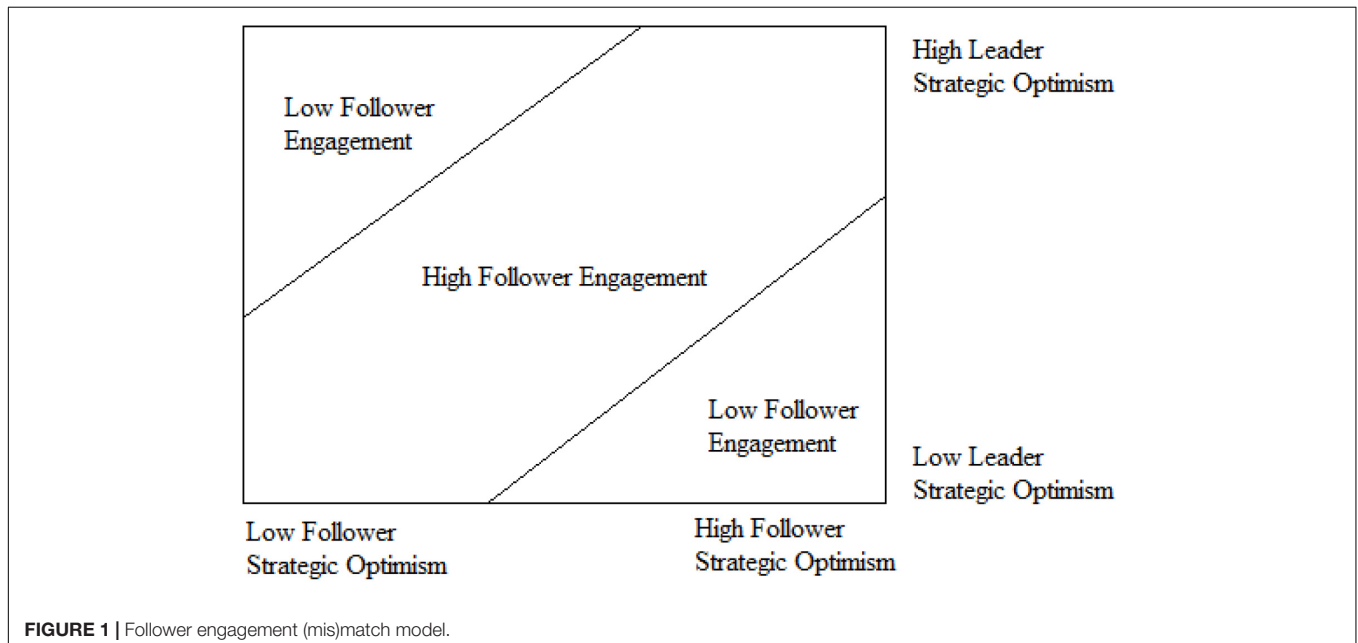 High Leader
Strategic Optimism
Low Follower
Engagement
High Follower Engagement
Low Follower
Engagement
Low Leader
Strategic Optimism
Low Follower
Strategic Optimism
High Follower
Strategic Optimism
FIGURE 1 | Follower engagement (mis)match model.